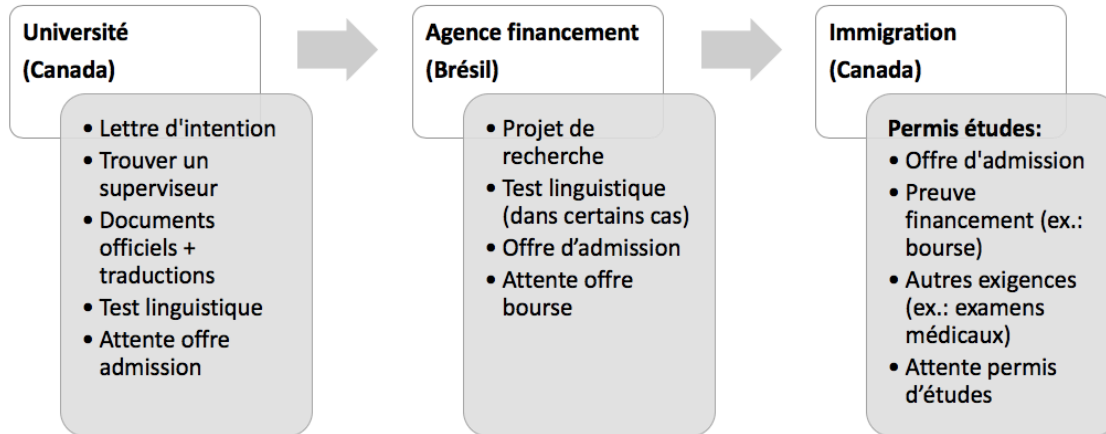 Université
(Canada)
• Lettre d'intention
• Trouver un
superviseur
• Documents
officiels +
traductions
• Test linguistique
• Attente offre
admission
Agence financement
(Brésil)
• Projet de
recherche
• Test linguistique
(dans certains cas)
• Offre d’admission
• Attente offre
bourse
Immigration
(Canada)
Permis études:
• Offre d'admission
• Preuve
financement (ex.:
bourse)
• Autres exigences
(ex.: examens
médicaux)
• Attente permis
d’études